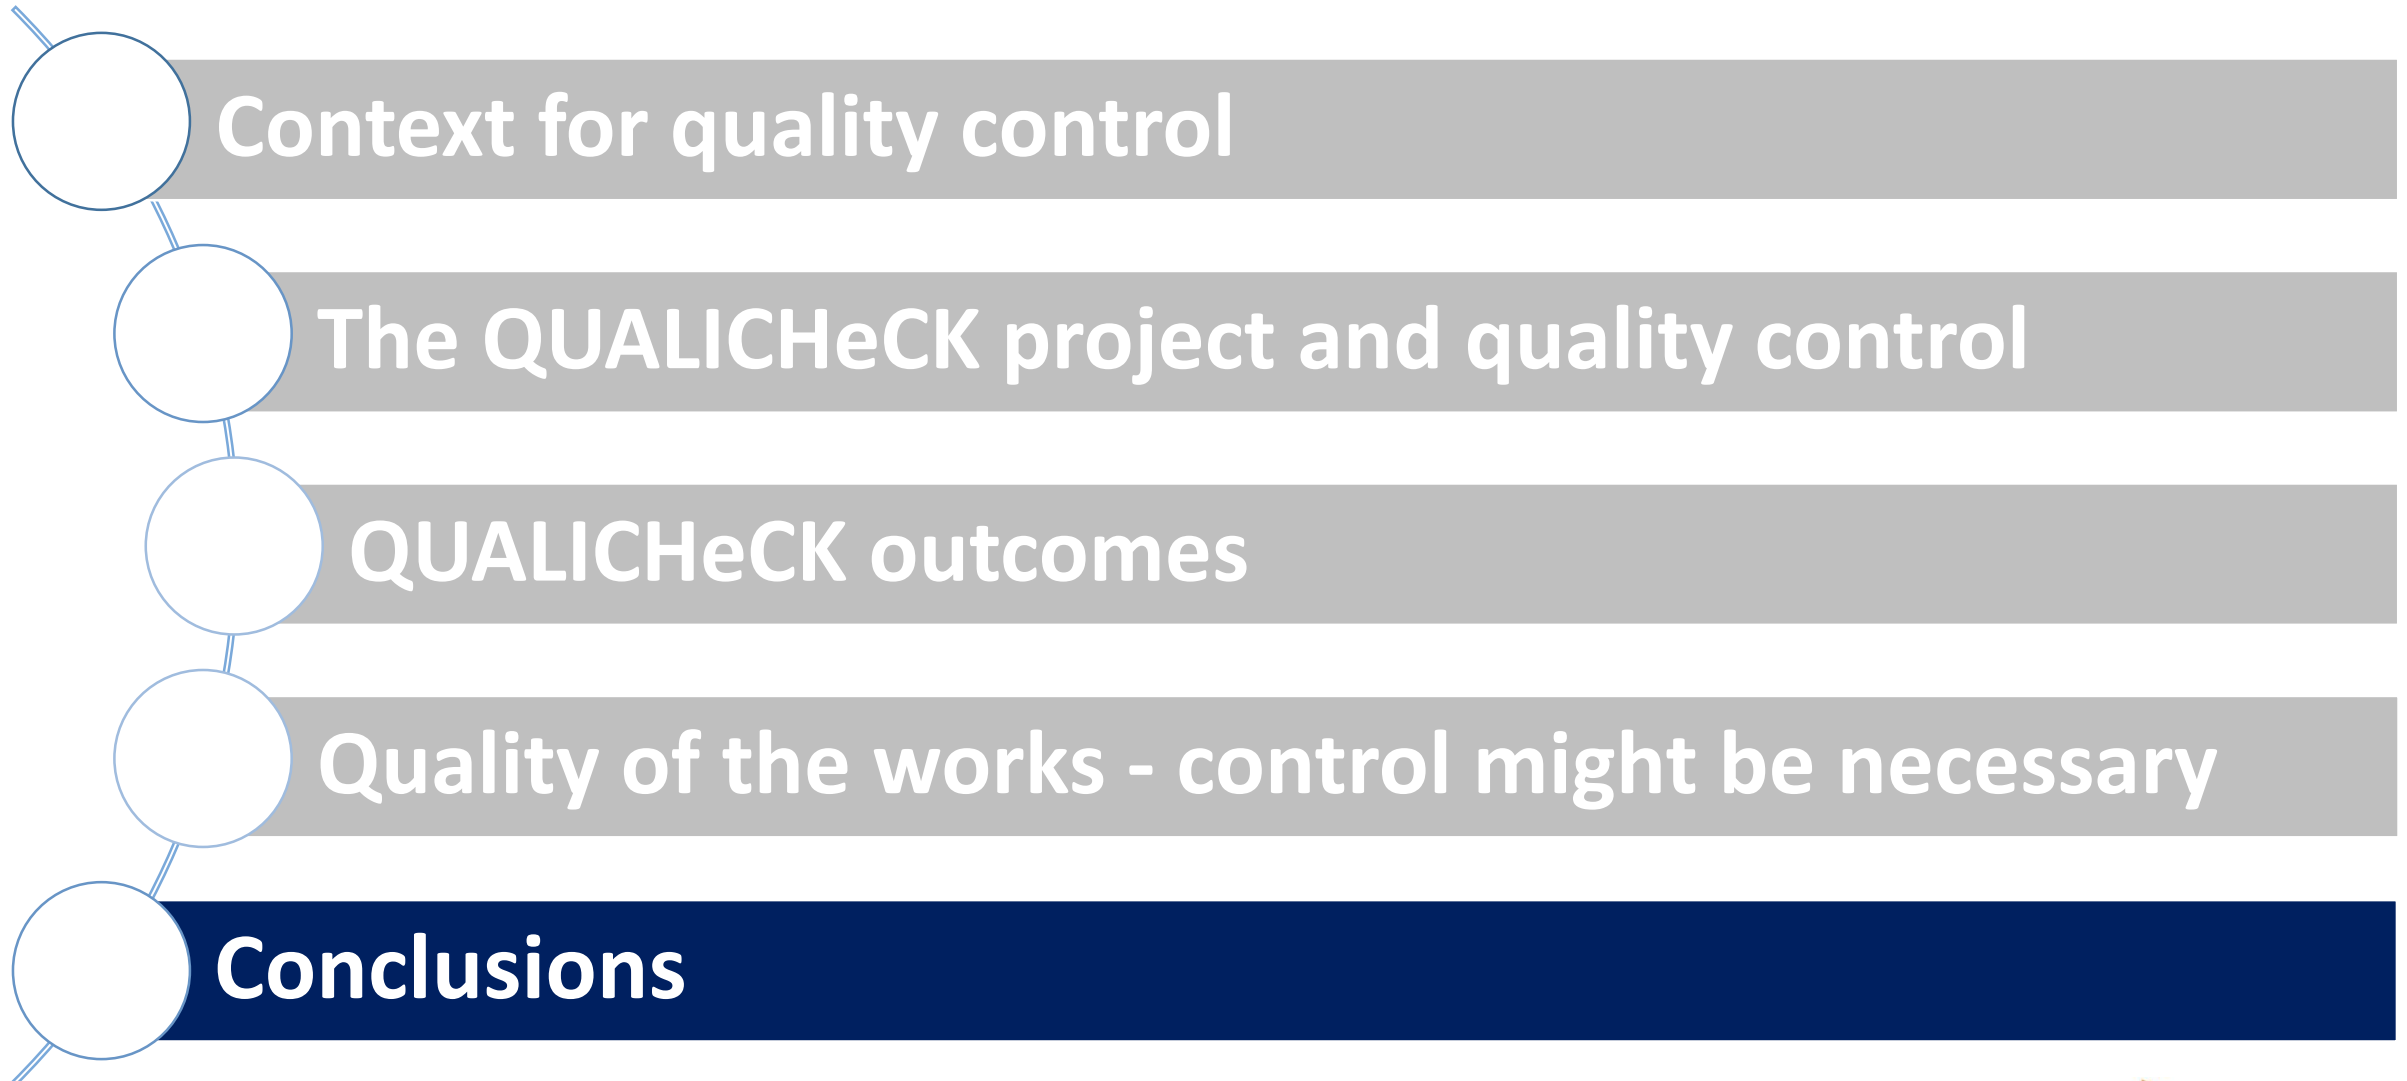 Context for quality control
The QUALICHeCK project and quality control
QUALICHeCK outcomes
Quality of the works - control might be necessary
Conclusions